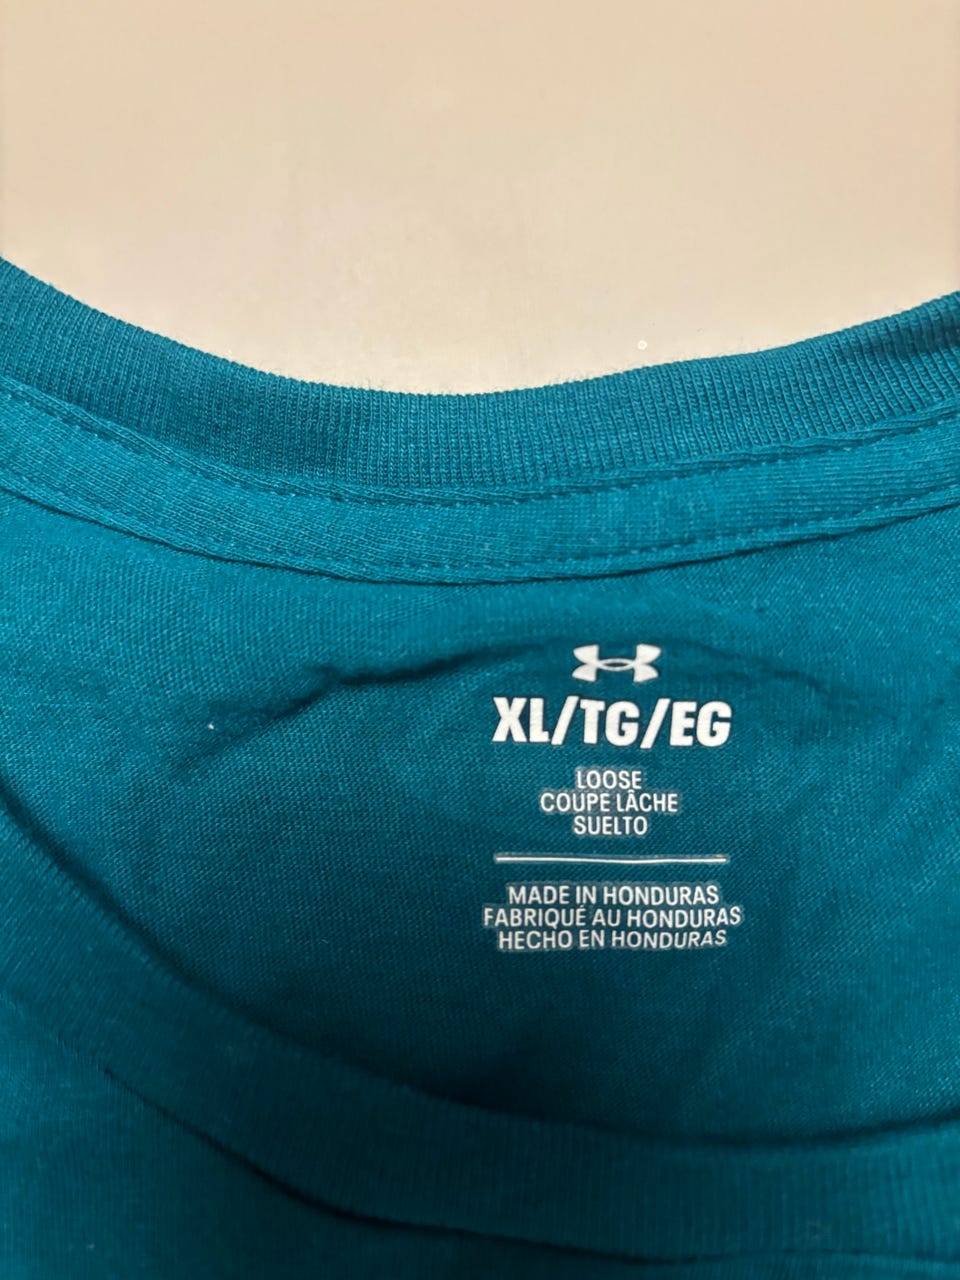 XL/TG/EG
LOOSE
COUPE LÂCHE
SUELTO
MADE IN HONDURAS
FABRIQUÉ AU HONDURAS
HECHO EN HONDURAS